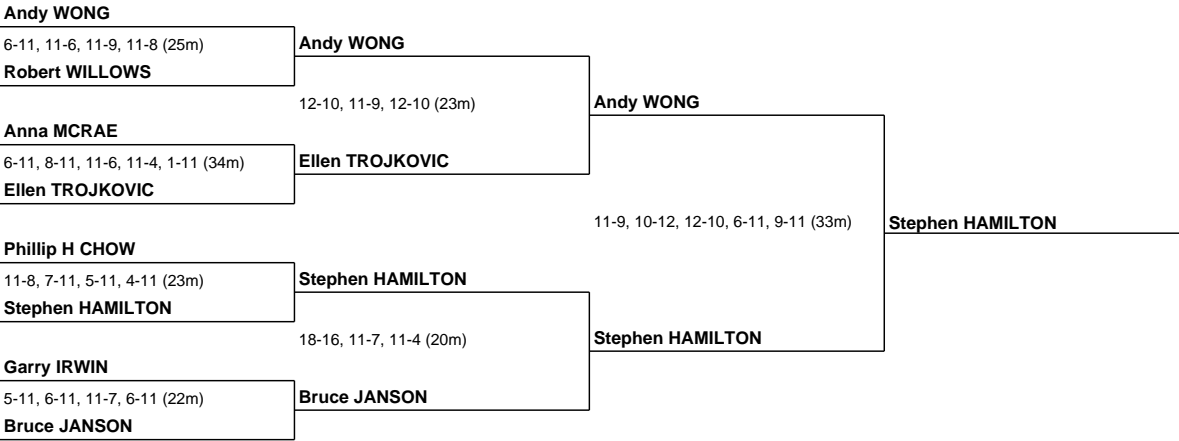 Andy WONG
6-11, 11-6, 11-9, 11-8 (25m)
Robert WILLOWS
Anna MCRAE
6-11, 8-11, 11-6, 11-4, 1-11 (34m)
Ellen TROJKOVIC
Phillip H CHOW
11-8, 7-11, 5-11, 4-11 (23m)
Stephen HAMILTON
Garry IRWIN
5-11, 6-11, 11-7, 6-11 (22m)
Bruce JANSON
Andy WONG
12-10, 11-9, 12-10 (23m)
Ellen TROJKOVIC
Stephen HAMILTON
18-16, 11-7, 11-4 (20m)
Bruce JANSON
Andy WONG
11-9, 10-12, 12-10, 6-11, 9-11 (33m)
Stephen HAMILTON
Stephen HAMILTON